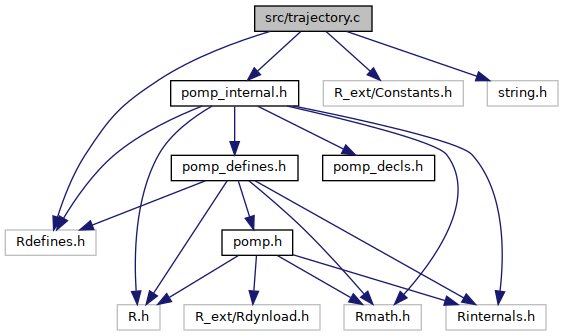 src/trajectory.c
pomp_internal.h
R_ext/Constants.h
string.h
pomp_defines.h
pomp_decls.h
Rdefines.h
pomp.h
R.h
R_ext/Rdynload.h
Rmath.h
Rinternals.h